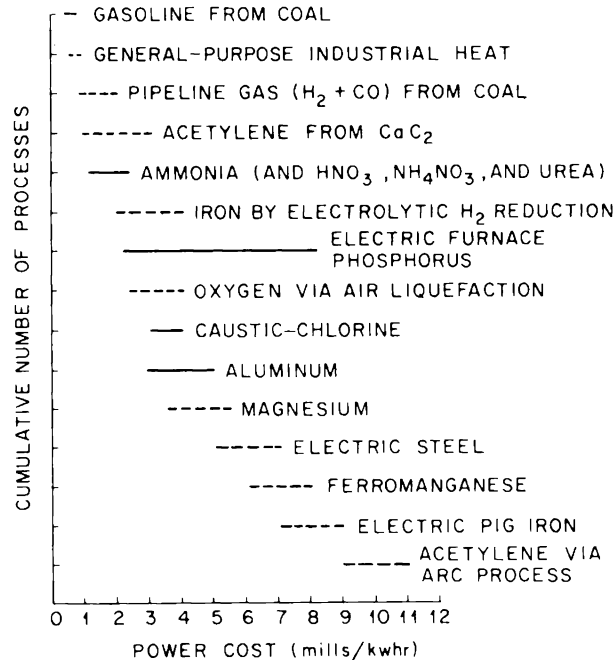 GASOLINE FROM COAL
GENERAL-PURPOSE INDUSTRIAL HEAT
PIPELINE GAS (H₂ + CO) FROM COAL
ACETYLENE FROM CaC₂
AMMONIA (AND HNO₃, NH₄NO₃, AND UREA)
IRON BY ELECTROLYTIC H₂ REDUCTION
ELECTRIC FURNACE
PHOSPHORUS
OXYGEN VIA AIR LIQUEFACTION
CAUSTIC-CHLORINE
ALUMINUM
MAGNESIUM
ELECTRIC STEEL
FERROMANGANESE
ELECTRIC PIG IRON
ACETYLENE VIA
ARC PROCESS
CUMULATIVE NUMBER OF PROCESSES
0 1 2 3 4 5 6 7 8 9 10 11 12
POWER COST (mills/kwhr)